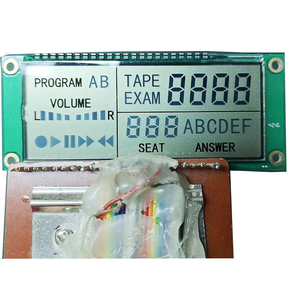 PROGRAM AB
VOLUME
L R
TAPE
EXAM
8888
888 ABCDEF
SEAT ANSWER